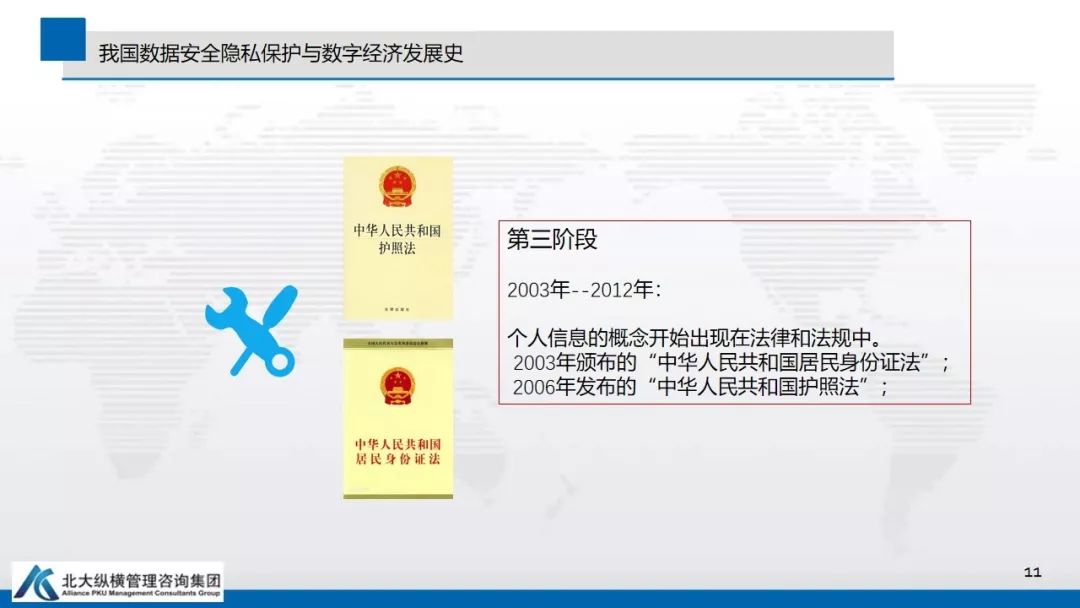 我国数据安全隐私保护与数字经济发展史
中华人民共和国
护照法
中华人民共和国
居民身份证法
第三阶段
2003年--2012年：
个人信息的概念开始出现在法律和法规中。
2003年颁布的“中华人民共和国居民身份证法”；
2006年发布的“中华人民共和国护照法”；
北大纵横管理咨询集团
Alliance PKU Management Consultants Group
11